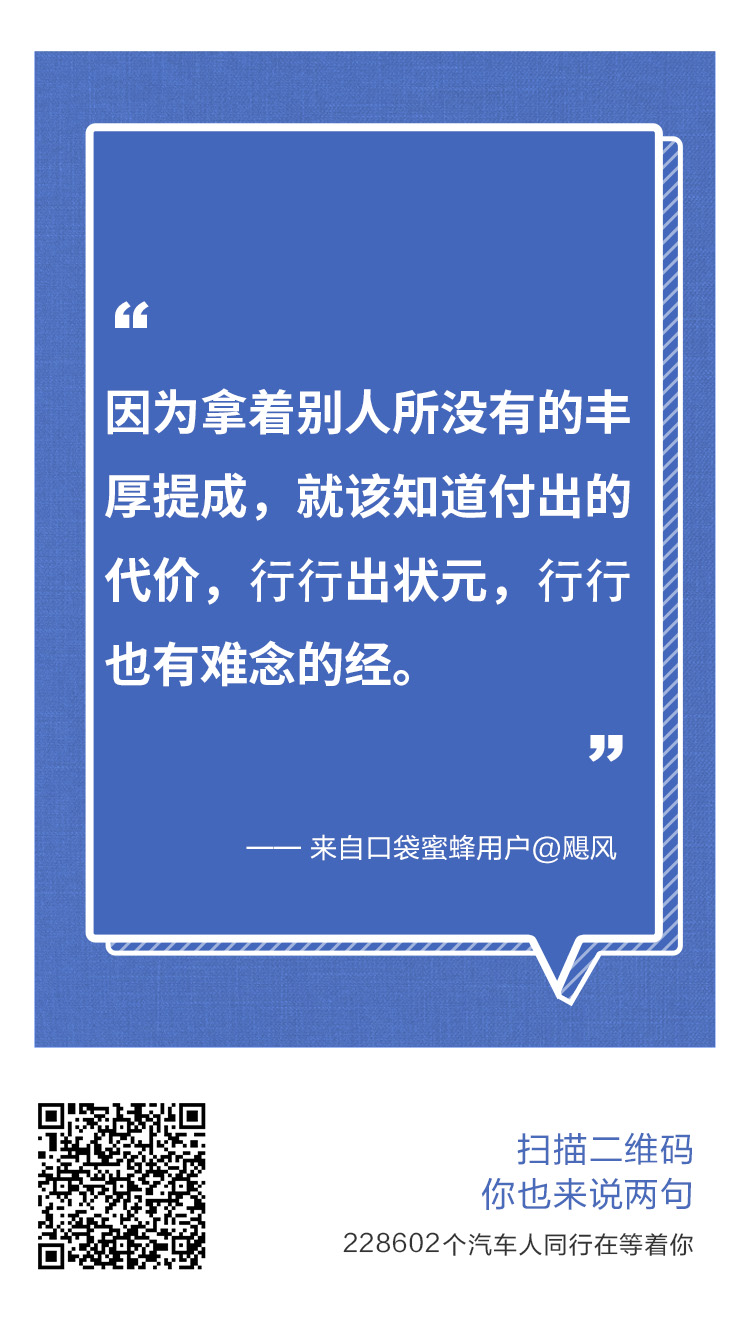 “
因为拿着别人所没有的丰
厚提成，就该知道付出的
代价，行行出状元，行行
也有难念的经。
”
—— 来自口袋蜜蜂用户@飓风
扫描二维码
你也来说两句
228602个汽车人同行在等着你